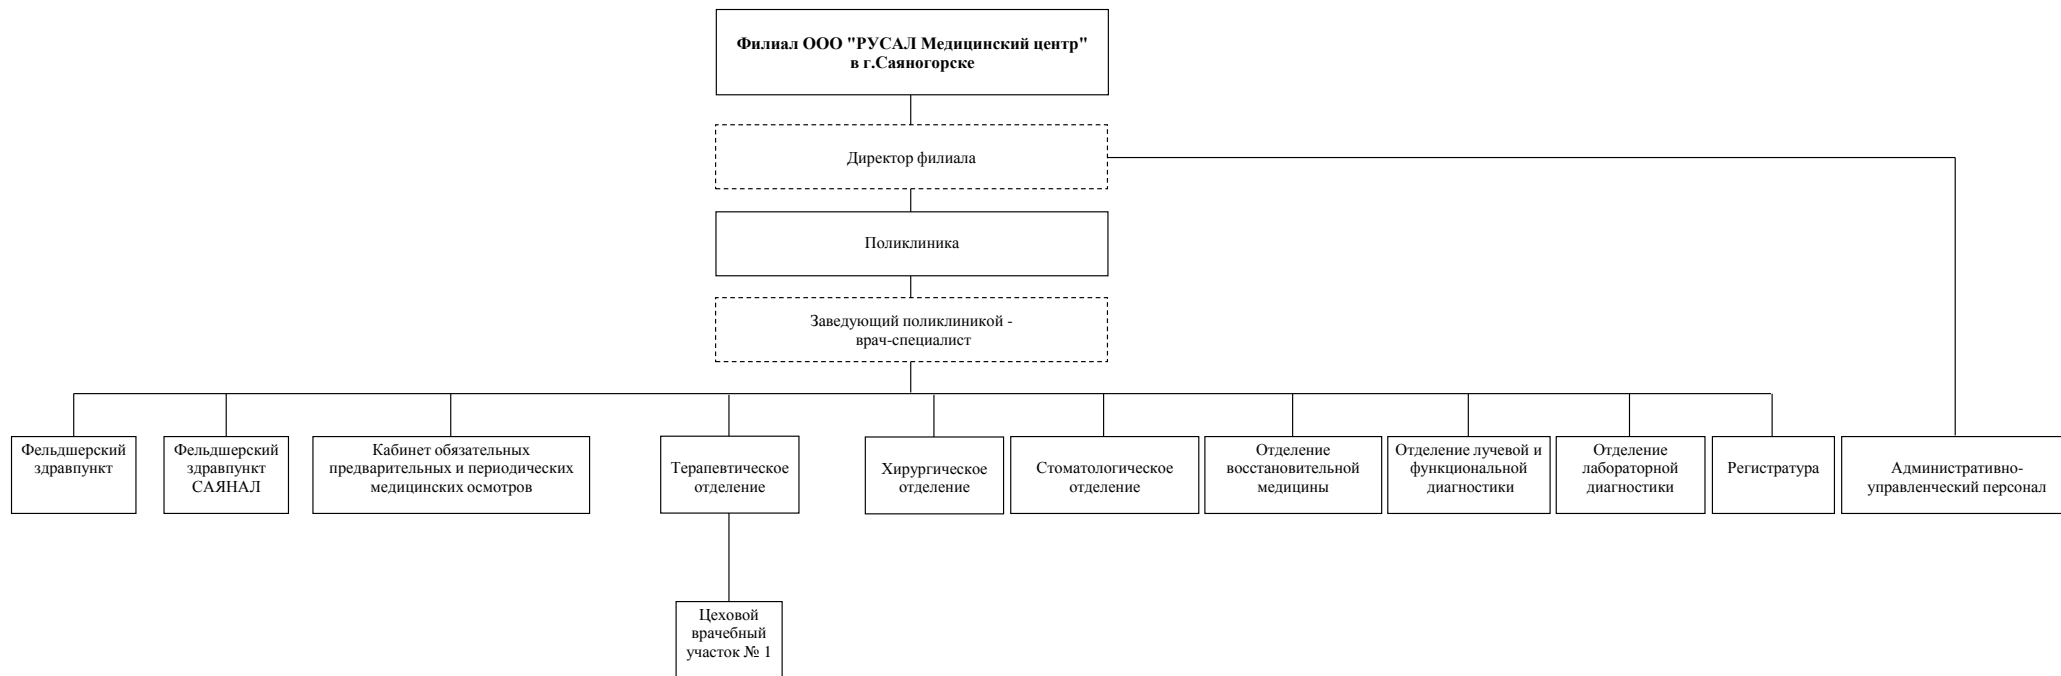 Филиал ООО "РУСАЛ Медицинский центр"
в г.Саяногорске
Директор филиала
Поликлиника
Заведующий поликлиникой -
врач-специалист
Фельдшерский
здравпункт
Фельдшерский
здравпункт
САЯНАЛ
Кабинет обязательных
предварительных и периодических
медицинских осмотров
Терапевтическое
отделение
Хирургическое
отделение
Стоматологическое
отделение
Отделение
восстановительной
медицины
Отделение лучевой и
функциональной
диагностики
Отделение
лабораторной
диагностики
Регистратура
Административно-
управленческий персонал
Цеховой
врачебный
участок № 1